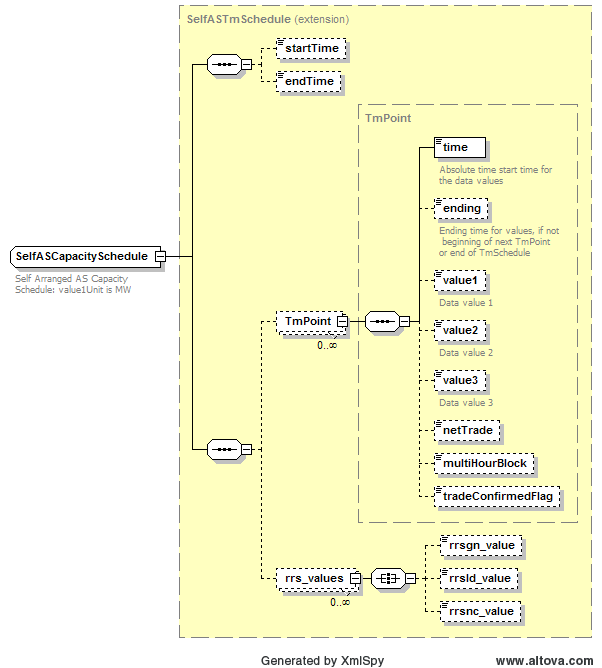 SelfASTmSchedule (extension)
startTime
endTime
TmPoint
time
Absolute time start time for
the data values
ending
Ending time for values, if not
beginning of next TmPoint
or end of TmSchedule
SelfASCapacitySchedule
Self Arranged AS Capacity
Schedule: value1Unit is MW
value1
Data value 1
TmPoint
0..∞
value2
Data value 2
value3
Data value 3
netTrade
multiHourBlock
tradeConfirmedFlag
rrs_values
0..∞
rrsgn_value
rrsld_value
rrsnc_value
Generated by XmlSpy
www.altova.com